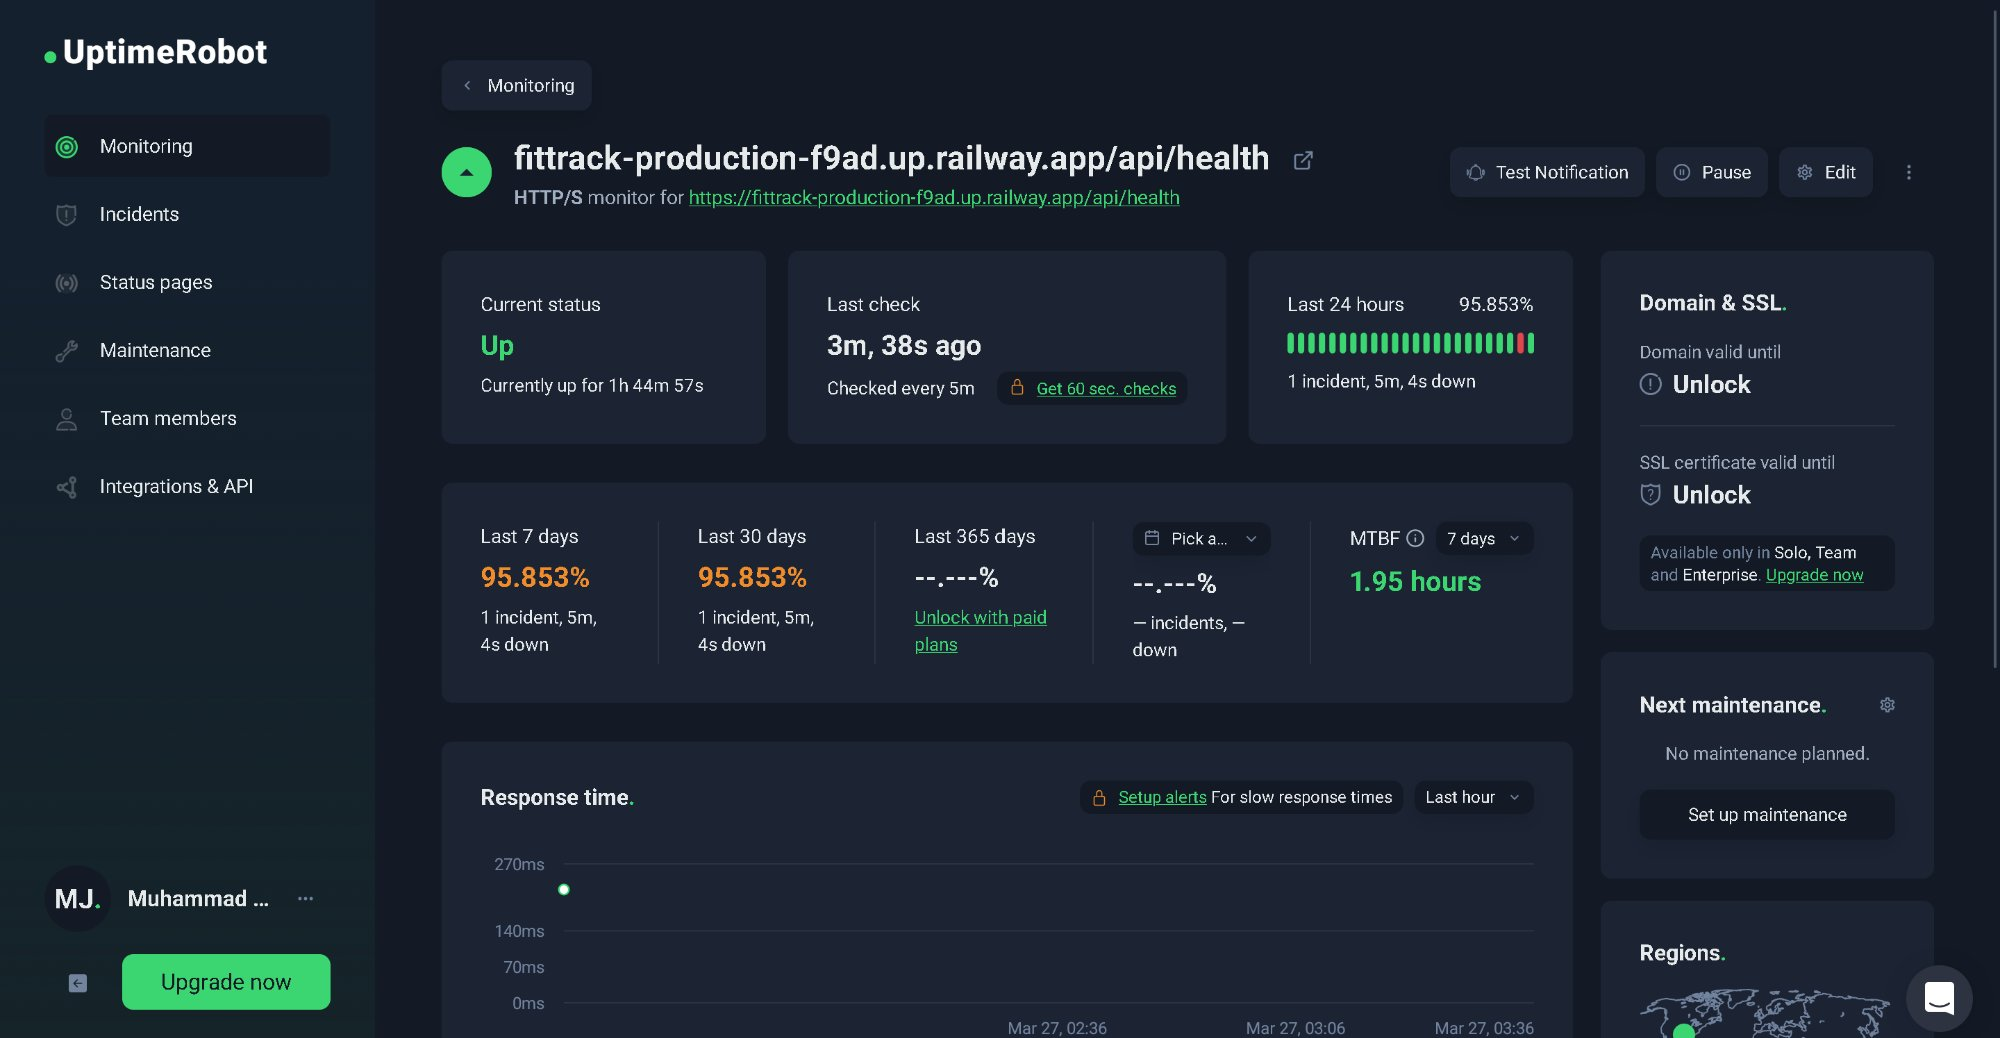 UptimeRobot
Monitoring
Incidents
Status pages
Maintenance
Team members
Integrations & API
MJ.
Muhammad ...
Upgrade now
Monitoring
fittrack-production-f9ad.up.railway.app/api/health
HTTP/S monitor for https://fittrack-production-f9ad.up.railway.app/api/health
Test Notification
Pause
Edit
Current status
Up
Currently up for 1h 44m 57s
Last check
3m, 38s ago
Checked every 5m
Get 60 sec. checks
Last 24 hours
95.853%
1 incident, 5m, 4s down
Last 7 days
95.853%
1 incident, 5m,
4s down
Last 30 days
95.853%
1 incident, 5m,
4s down
Last 365 days
--.---%
Unlock with paid
plans
Pick a...
--.---%
— incidents, —
down
MTBF
7 days
1.95 hours
Response time.
Setup alerts For slow response times
Last hour
270ms
140ms
70ms
0ms
Mar 27, 02:36
Mar 27, 03:06
Mar 27, 03:36
Domain & SSL.
Domain valid until
Unlock
SSL certificate valid until
Unlock
Available only in Solo, Team
and Enterprise. Upgrade now
Next maintenance.
No maintenance planned.
Set up maintenance
Regions.